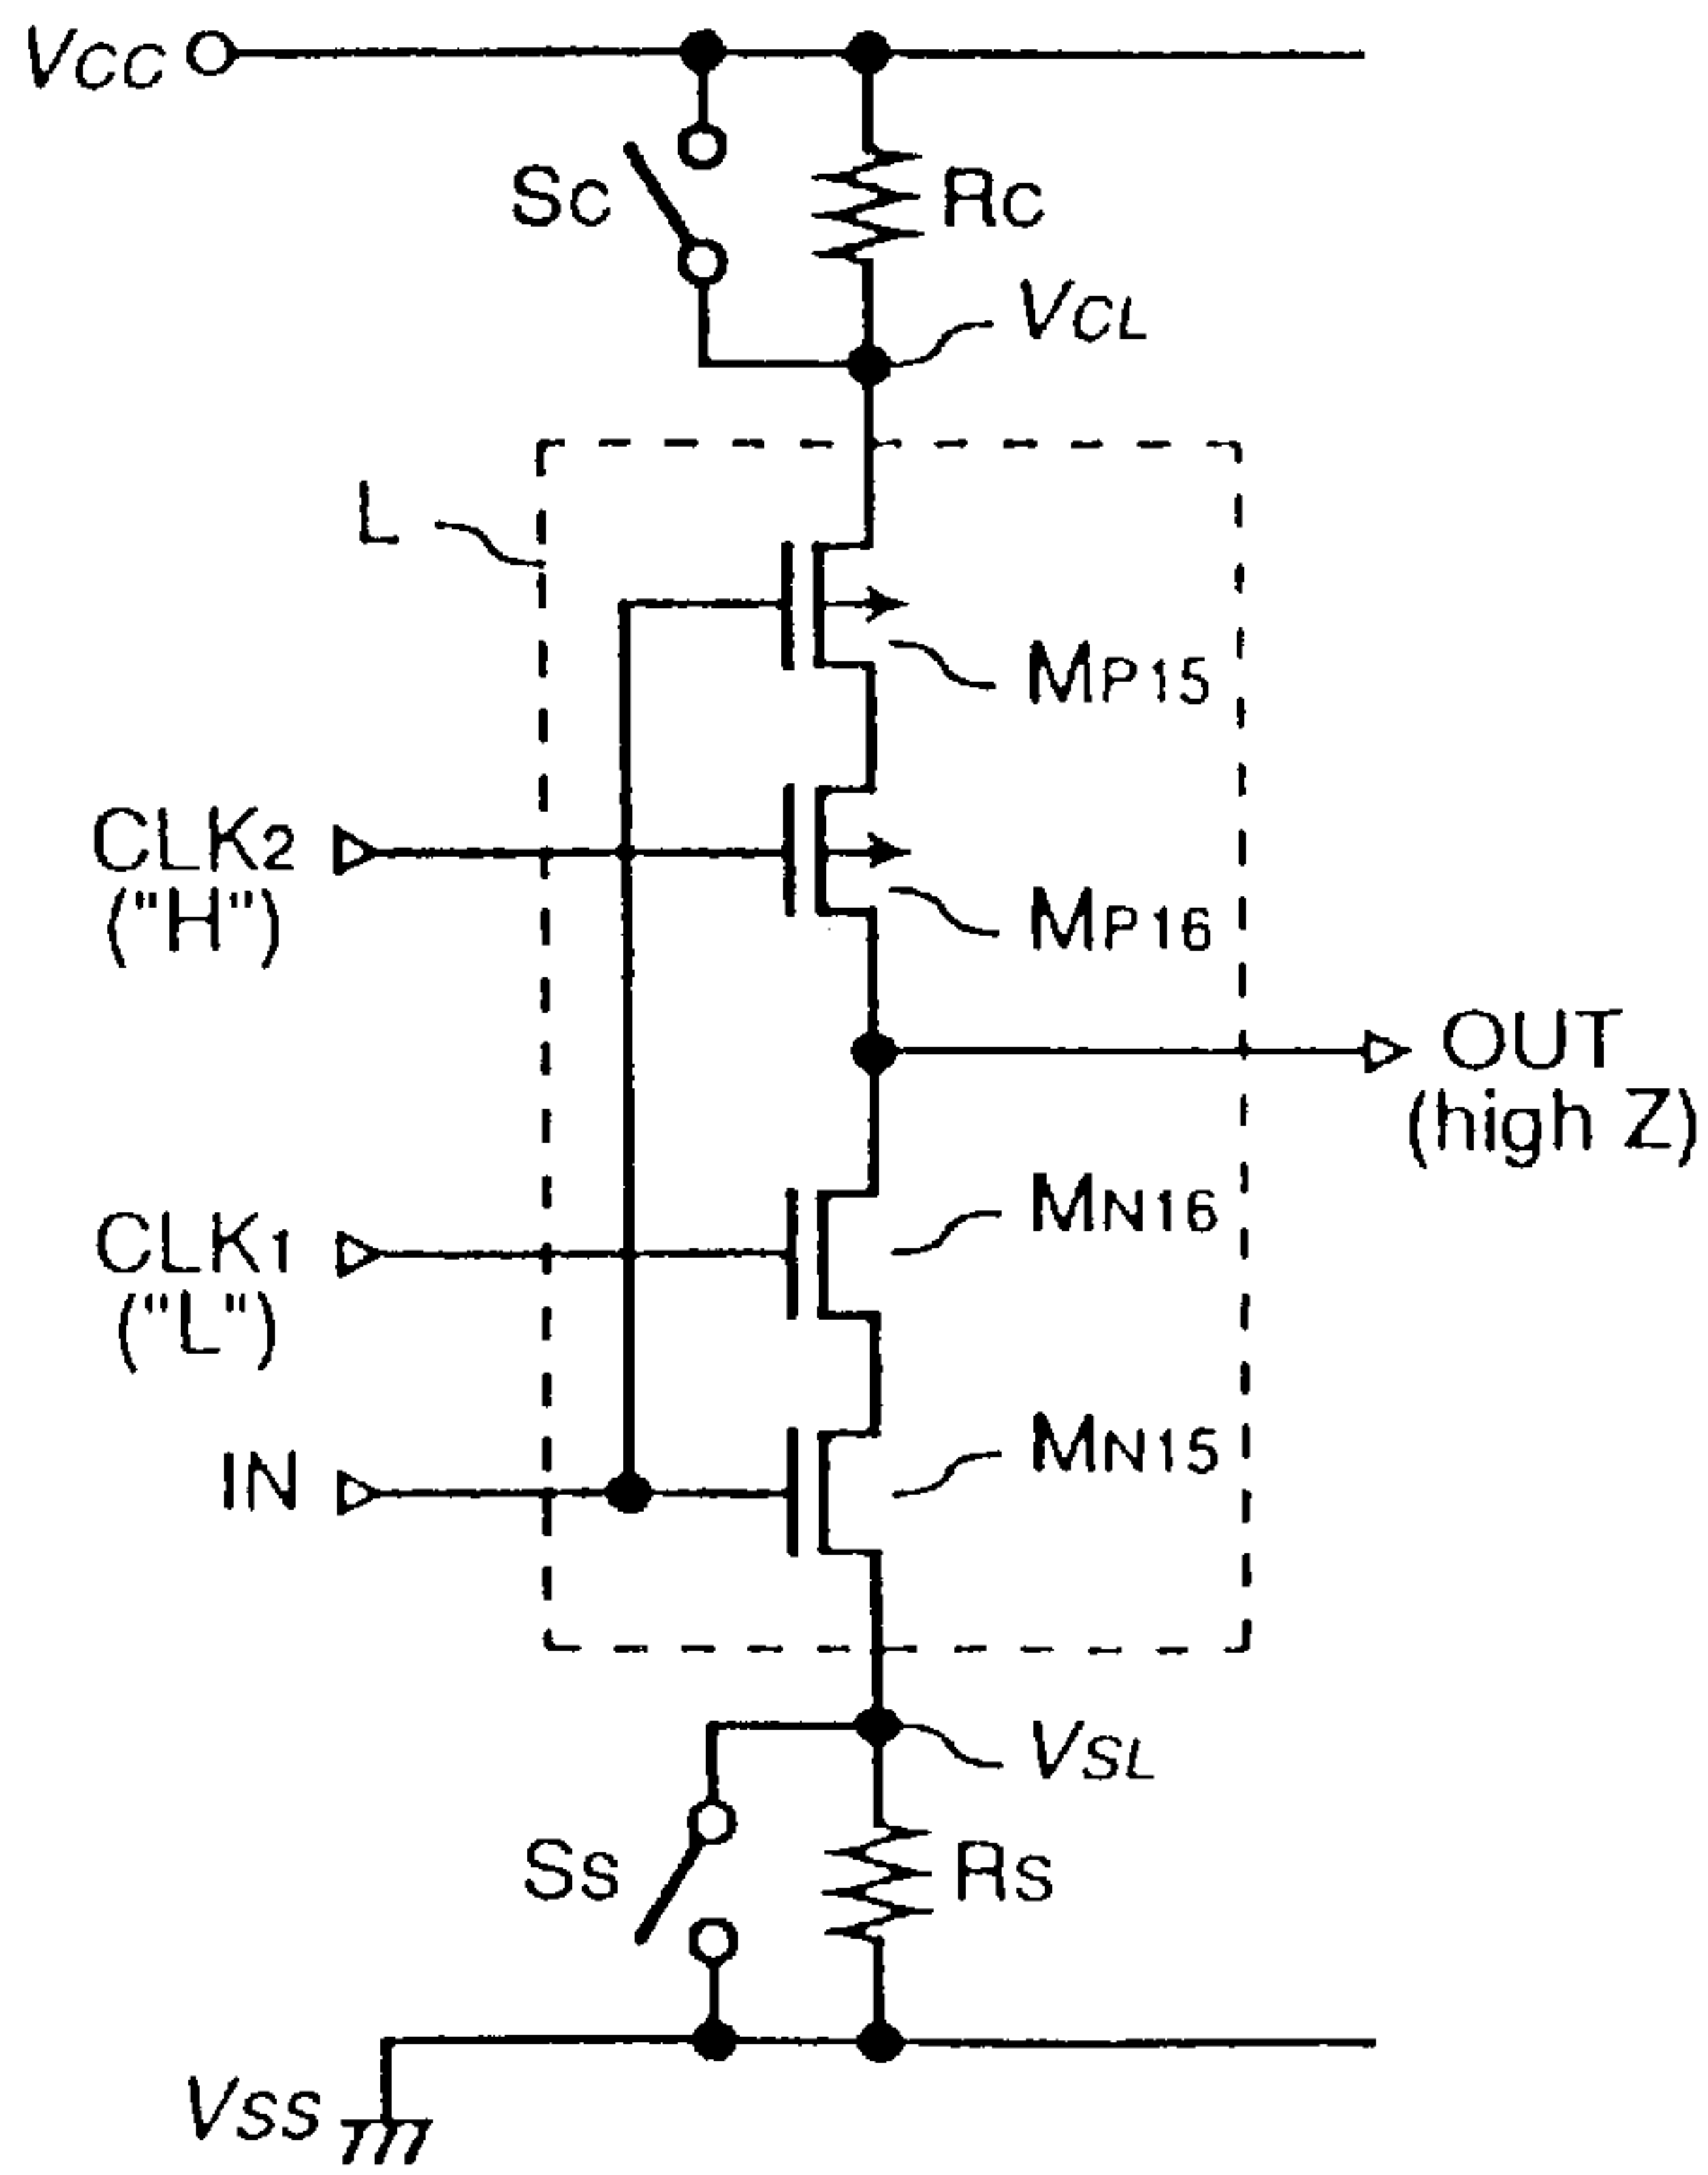 VCC
SC
RC
VCL
L
MP15
CLK2
("H")
MP16
OUT
(high Z)
MN16
CLK1
("L")
MN15
IN
VSL
SS
RS
VSS